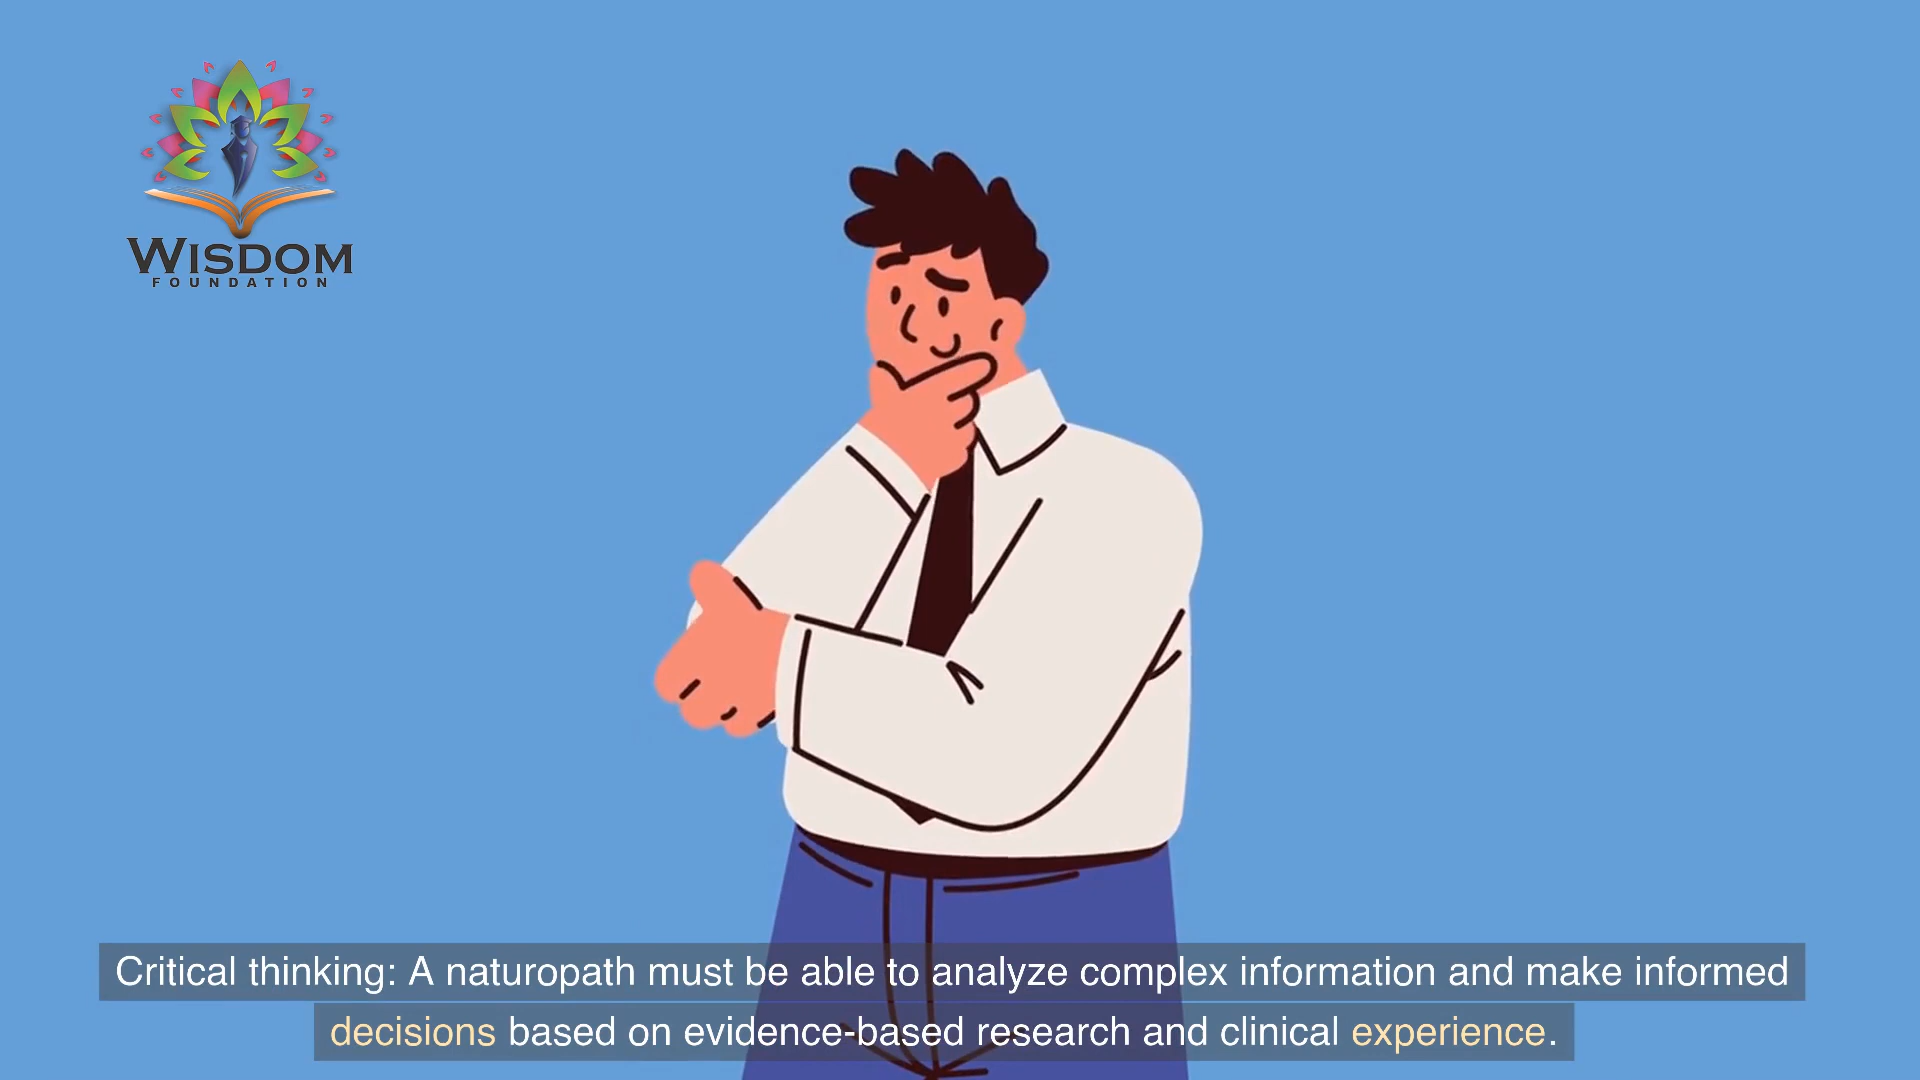 WISDOM
FOUNDATION
Critical thinking: A naturopath must be able to analyze complex information and make informed
decisions based on evidence-based research and clinical experience.